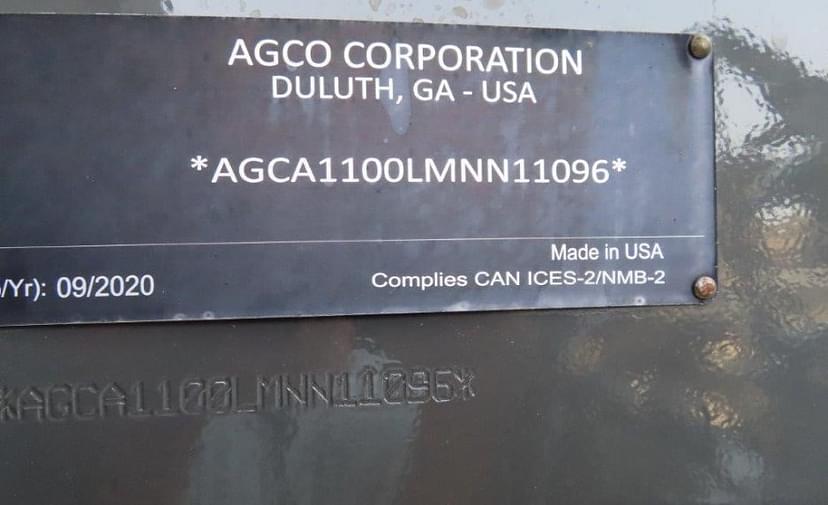 AGCO CORPORATION
DULUTH, GA - USA
*AGCA1100LMNN11096*
Made in USA
/Yr): 09/2020
Complies CAN ICES-2/NMB-2
*AGCA1100LMNN11096*